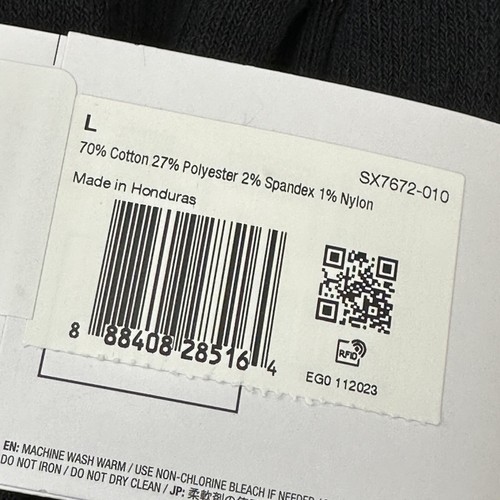 L
70% Cotton 27% Polyester 2% Spandex 1% Nylon
SX7672-010
Made in Honduras
8 88408 28516 4
RFID
EG0 112023
EN: MACHINE WASH WARM / USE NON-CHLORINE BLEACH IF NEEDED
DO NOT IRON / DO NOT DRY CLEAN / JP: 柔軟剤の使